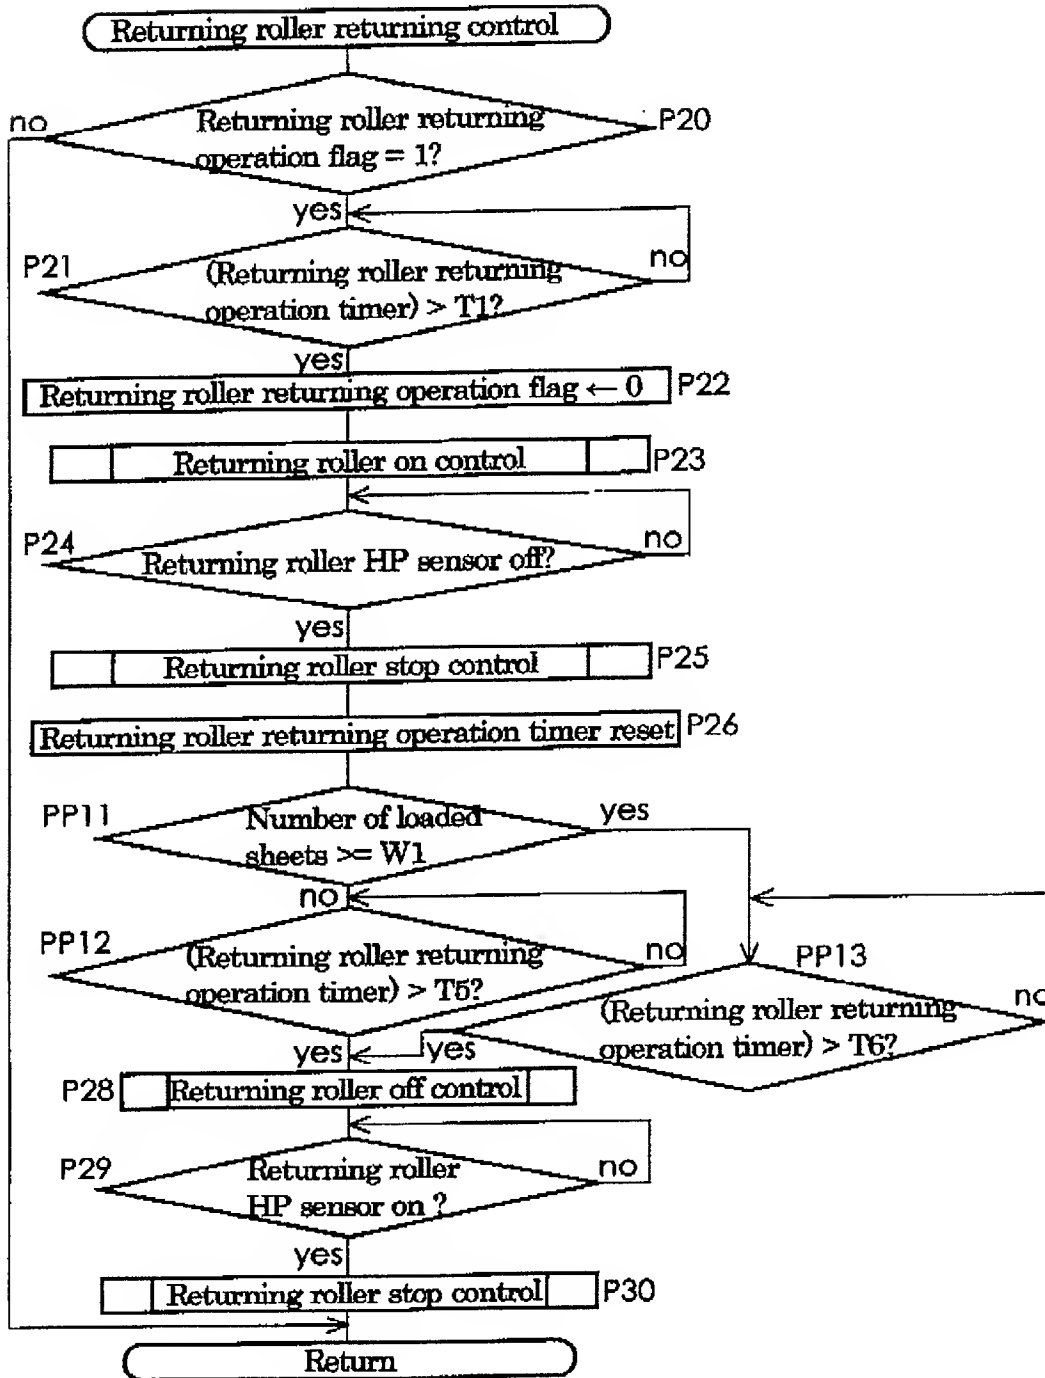 Returning roller returning control
no
Returning roller returning
operation flag = 1?
P20
yes
P21
(Returning roller returning
operation timer) > T1?
no
yes
Returning roller returning operation flag ← 0
P22
Returning roller on control
P23
P24
Returning roller HP sensor off?
no
yes
Returning roller stop control
P25
Returning roller returning operation timer reset
P26
PP11
Number of loaded
sheets >= W1
yes
no
PP12
(Returning roller returning
operation timer) > T5?
no
PP13
(Returning roller returning
operation timer) > T6?
no
yes
yes
P28
Returning roller off control
P29
Returning roller
HP sensor on ?
no
yes
Returning roller stop control
P30
Return